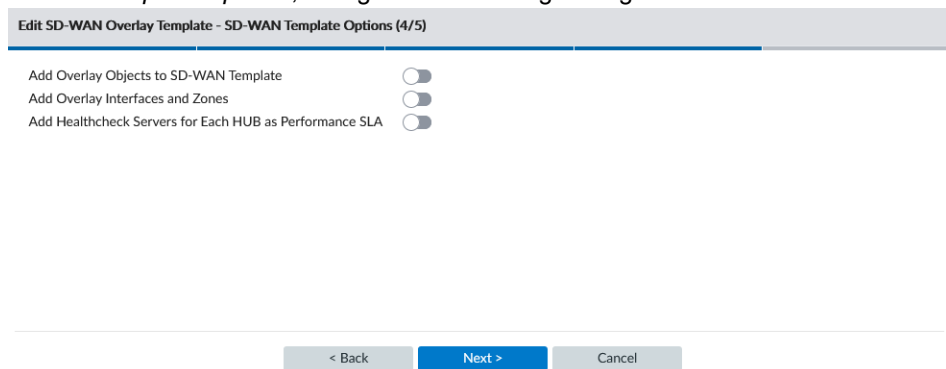 Edit SD-WAN Overlay Template - SD-WAN Template Options (4/5)
Add Overlay Objects to SD-WAN Template
Add Overlay Interfaces and Zones
Add Healthcheck Servers for Each HUB as Performance SLA
< Back Next > Cancel